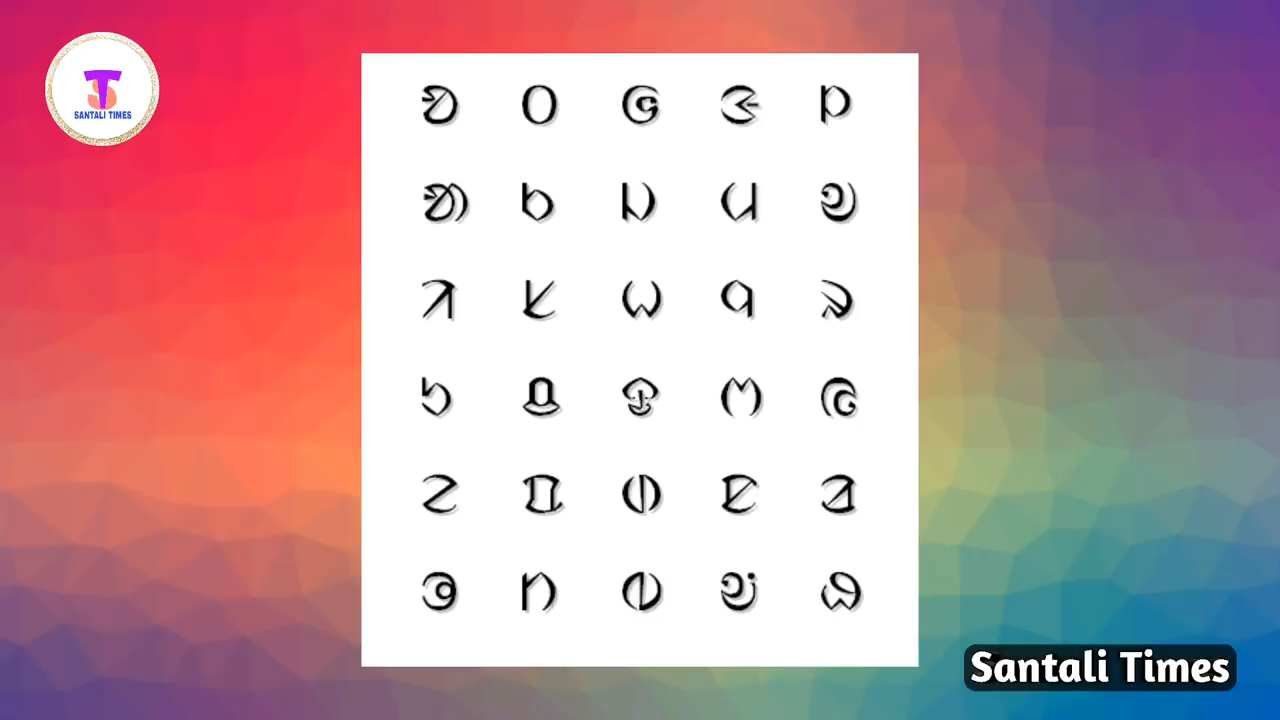 T
S
SANTALI TIMES
ᱚ ᱛ ᱜ ᱝ ᱞ
ᱟ ᱠ ᱡ ᱢ ᱣ
ᱤ ᱥ ᱦ ᱧ ᱨ
ᱩ ᱪ ᱫ ᱬ ᱭ
ᱮ ᱯ ᱰ ᱱ ᱲ
ᱳ ᱴ ᱵ ᱶ ᱷ
Santali Times